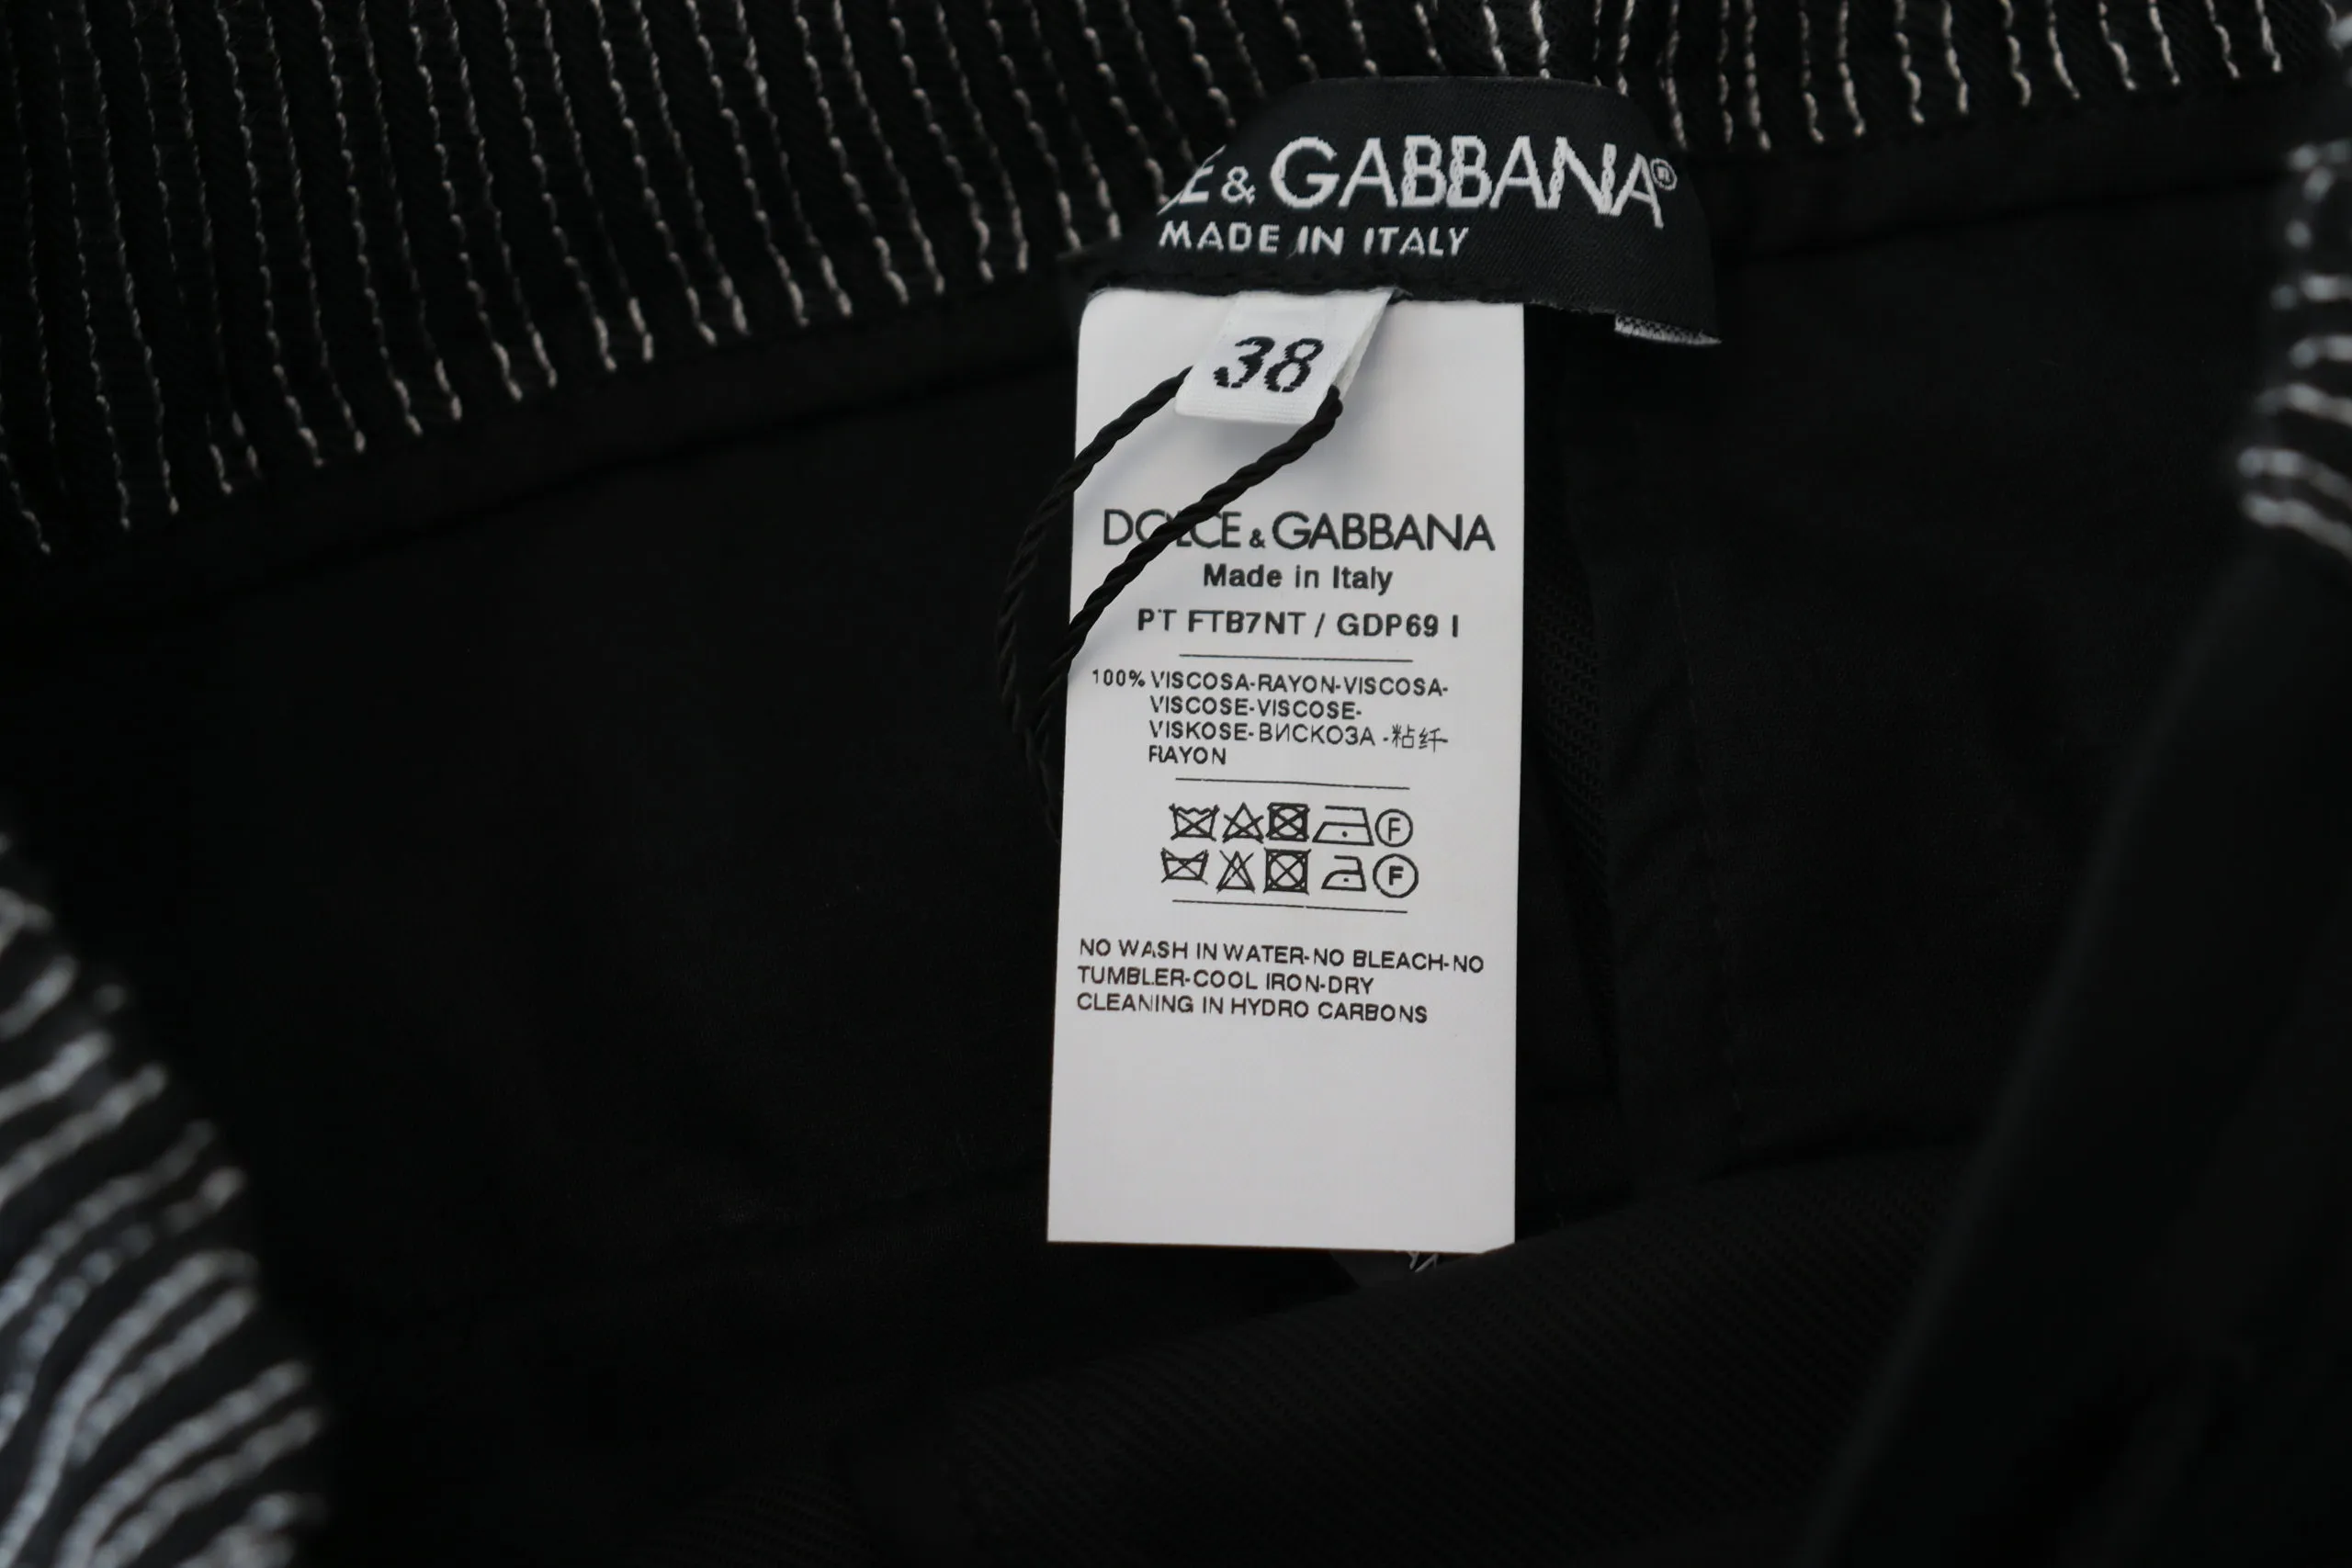 E & GABBANA®
MADE IN ITALY
38
DOLCE & GABBANA
Made in Italy
PT FTB7NT / GDP69 I
100% VISCOSA-RAYON-VISCOSA-
VISCOSE-VISCOSE-
VISKOSE-ВИСКОЗА -粘纤-
RAYON
F
F
NO WASH IN WATER-NO BLEACH-NO
TUMBLER-COOL IRON-DRY
CLEANING IN HYDRO CARBONS